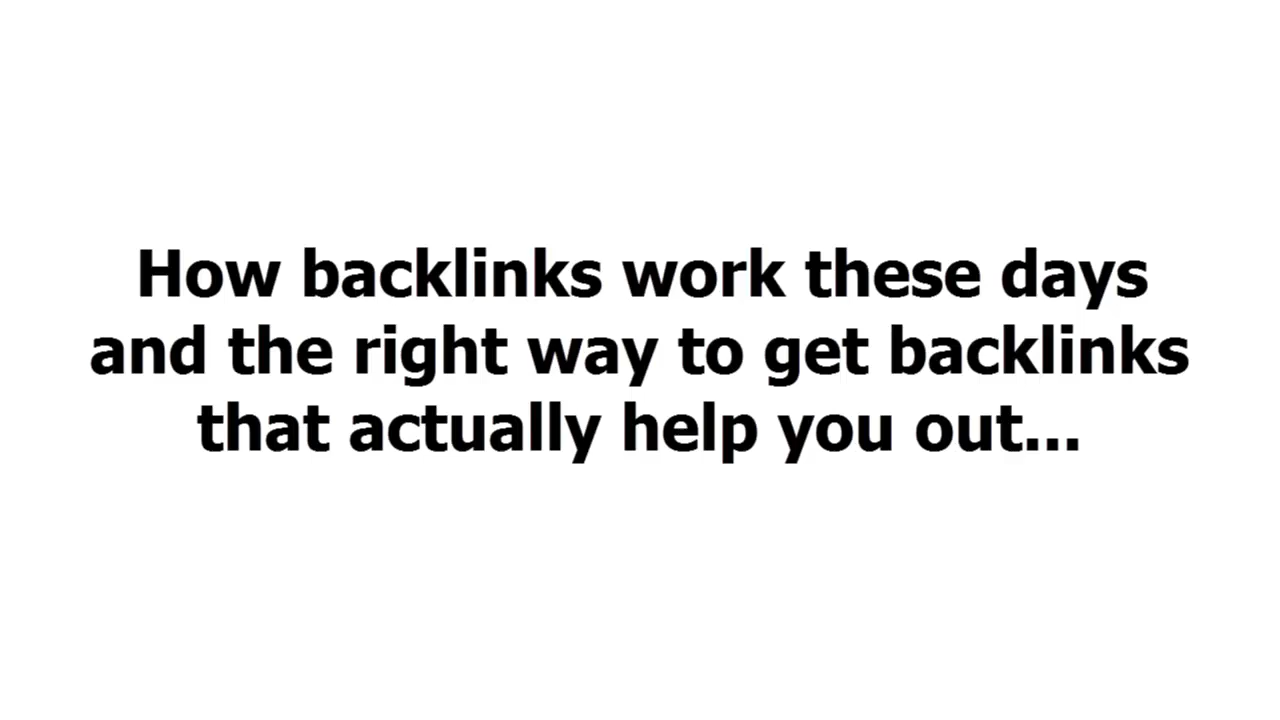 How backlinks work these days
and the right way to get backlinks
that actually help you out...